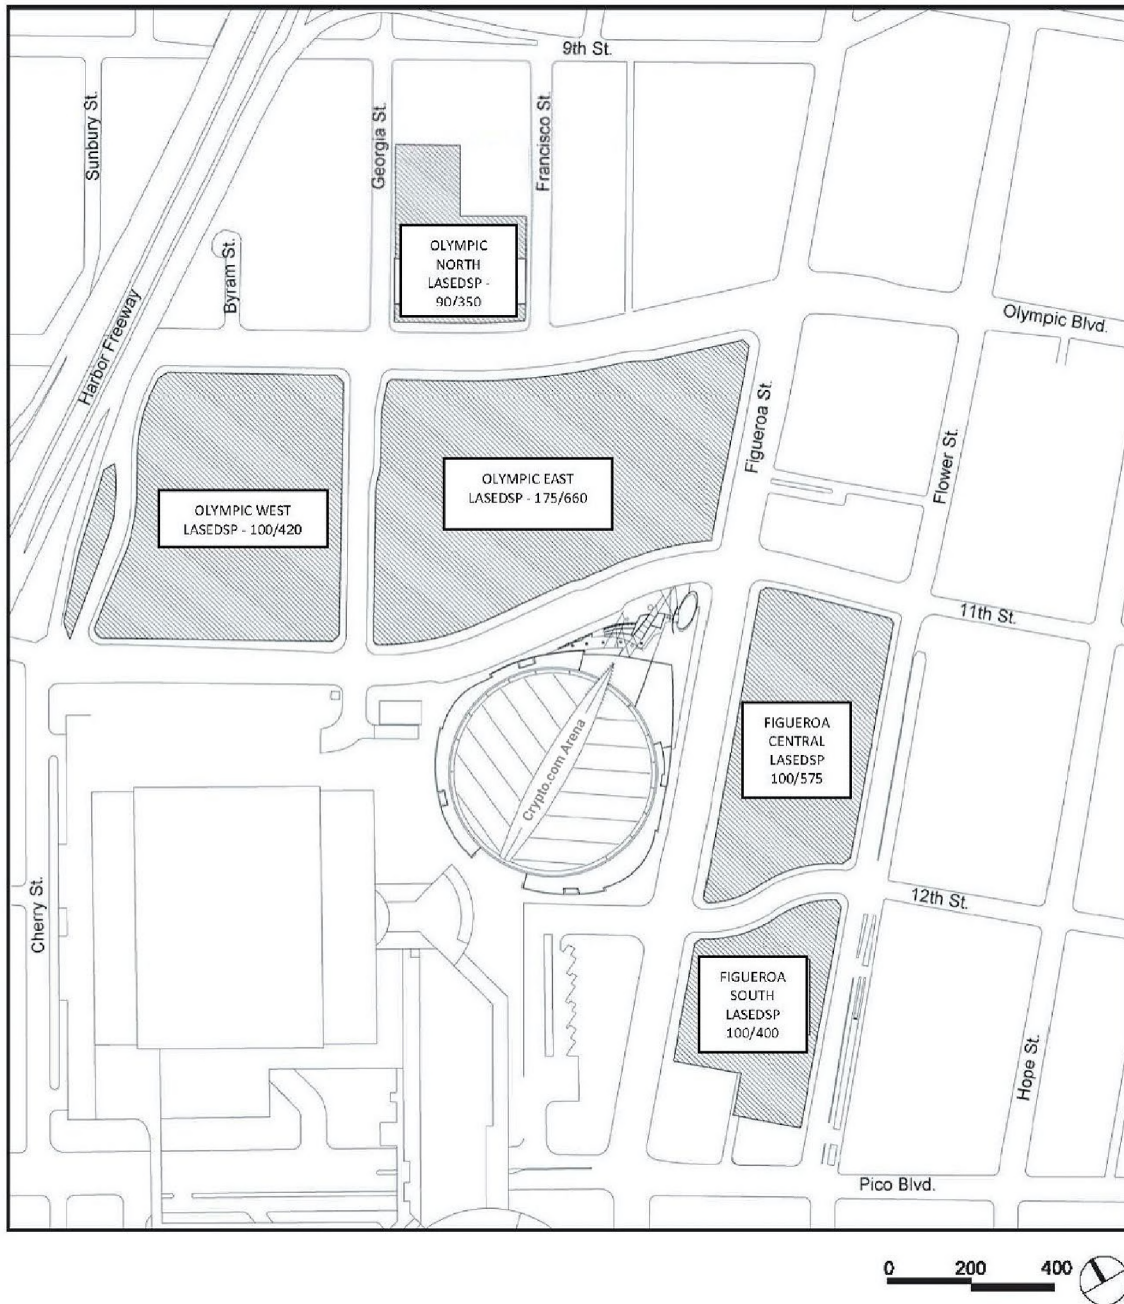 9th St.
Sunbury St.
Georgia St.
Francisco St.
OLYMPIC
NORTH
LASEDSP -
90/350
Byram St.
Harbor Freeway
Olympic Blvd.
Figueroa St.
Flower St.
OLYMPIC EAST
LASEDSP - 175/660
OLYMPIC WEST
LASEDSP - 100/420
11th St.
FIGUEROA
CENTRAL
LASEDSP
100/575
Crypto.com Arena
12th St.
Cherry St.
FIGUEROA
SOUTH
LASEDSP
100/400
Hope St.
Pico Blvd.
0 200 400